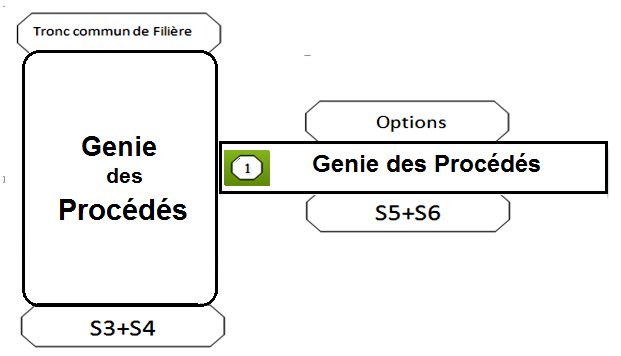 Tronc commun de Filière
Genie
des
Procédés
S3+S4
Options
1
Genie des Procédés
S5+S6